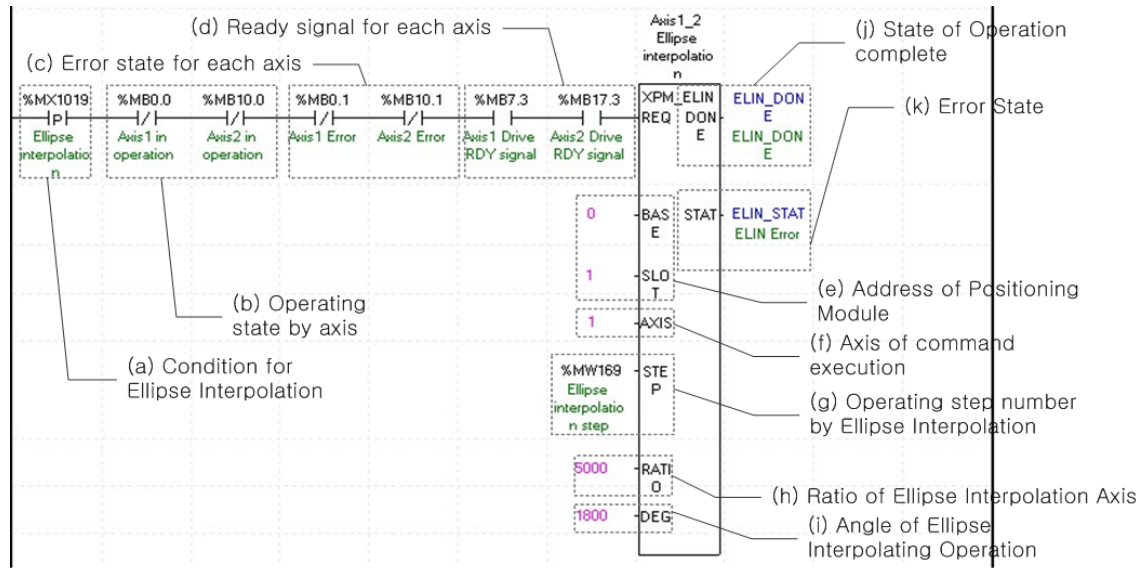 Axis1_2
Ellipse
interpolatio
n
(d) Ready signal for each axis
(j) State of Operation
complete
(c) Error state for each axis
%MX1019
P
Ellipse
interpolatio
n
%MB0.0
Axis1 in
operation
%MB10.0
Axis2 in
operation
%MB0.1
Axis1 Error
%MB10.1
Axis2 Error
%MB7.3
Axis1 Drive
RDY signal
%MB17.3
Axis2 Drive
RDY signal
XPM_ELIN
REQ
DON
E
ELIN_DON
E
ELIN_DON
E
(k) Error State
0
BAS
E
STAT
ELIN_STAT
ELIN Error
1
SLO
T
(b) Operating
state by axis
(e) Address of Positioning
Module
1
AXIS
(f) Axis of command
execution
(a) Condition for
Ellipse Interpolation
%MW169
Ellipse
interpolatio
n step
STE
P
(g) Operating step number
by Ellipse Interpolation
5000
RATI
O
(h) Ratio of Ellipse Interpolation Axis
1800
DEG
(i) Angle of Ellipse
Interpolating Operation